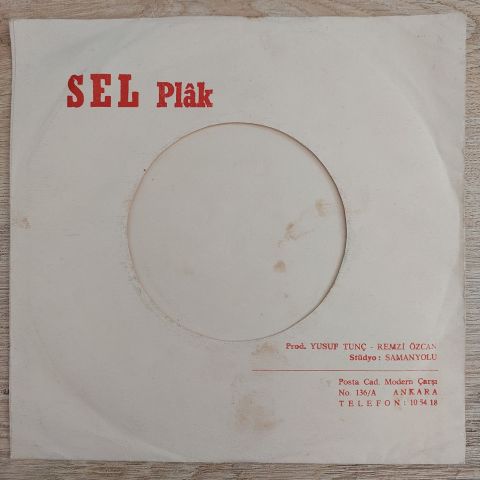 SEL Plâk
Prod. YUSUF TUNÇ - REMZİ ÖZCAN
Stüdyo : SAMANYOLU
Posta Cad. Modern Çarşı
No. 136/A ANKARA
TELEFON : 10 54 18